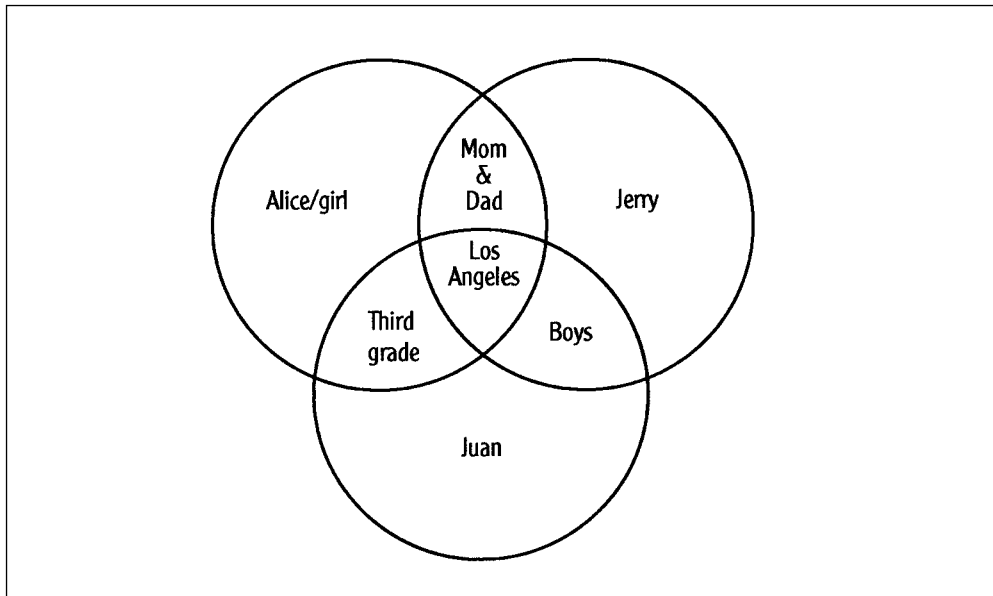 Mom
&
Dad
Alice/girl
Jerry
Los
Angeles
Third
grade
Boys
Juan